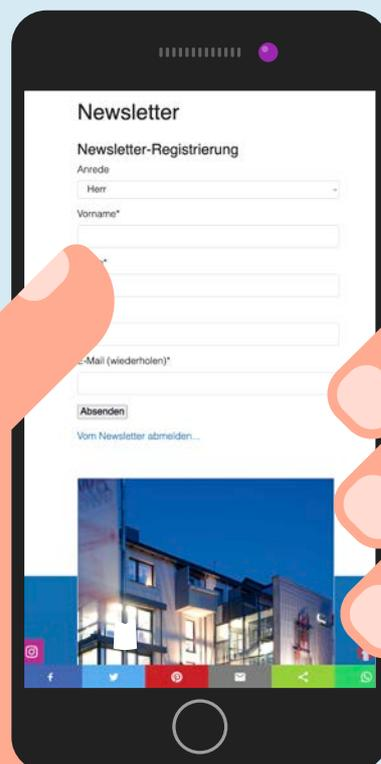 Newsletter
Newsletter-Registrierung
Anrede
Herr
Vorname*
E-Mail (wiederholen)*
Absenden
Vom Newsletter abmelden...